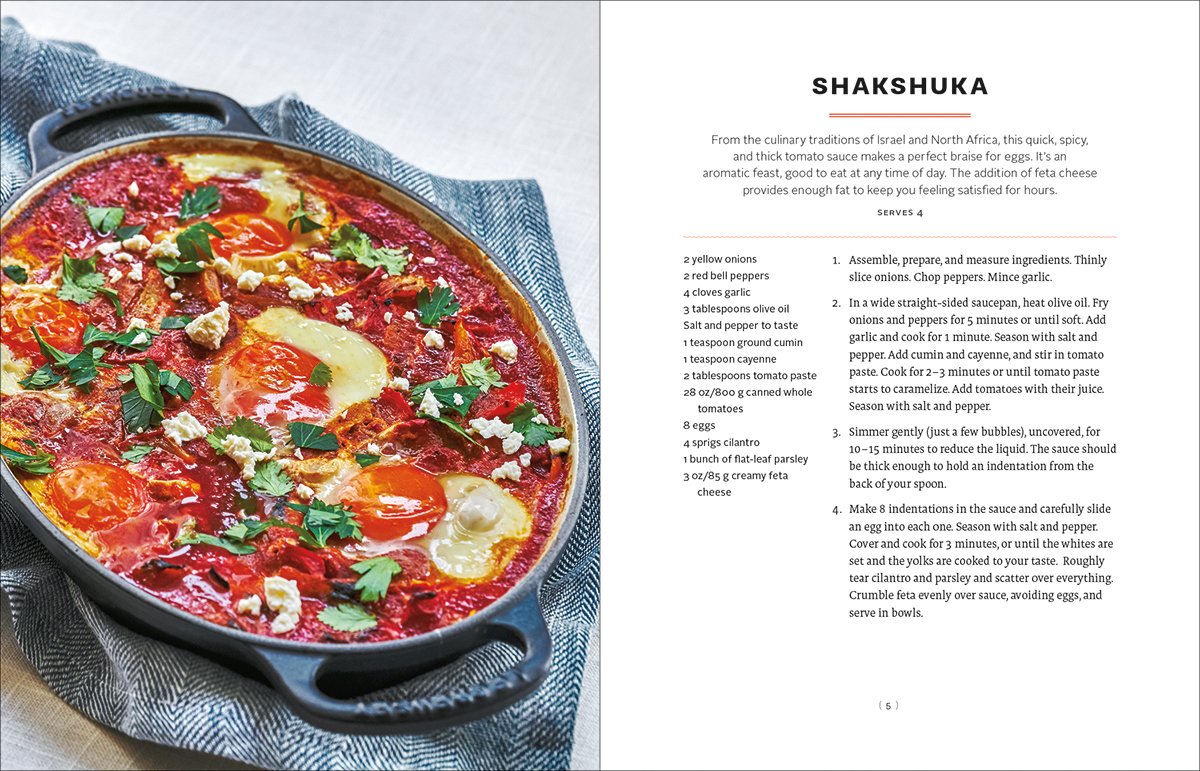 SHAKSHUKA
From the culinary traditions of Israel and North Africa, this quick, spicy,
and thick tomato sauce makes a perfect braise for eggs. It's an
aromatic feast, good to eat at any time of day. The addition of feta cheese
provides enough fat to keep you feeling satisfied for hours.
SERVES 4
2 yellow onions
2 red bell peppers
4 cloves garlic
3 tablespoons olive oil
Salt and pepper to taste
1 teaspoon ground cumin
1 teaspoon cayenne
2 tablespoons tomato paste
28 oz/800 g canned whole
tomatoes
8 eggs
4 sprigs cilantro
1 bunch of flat-leaf parsley
3 oz/85 g creamy feta
cheese
1. Assemble, prepare, and measure ingredients. Thinly
slice onions. Chop peppers. Mince garlic.
2. In a wide straight-sided saucepan, heat olive oil. Fry
onions and peppers for 5 minutes or until soft. Add
garlic and cook for 1 minute. Season with salt and
pepper. Add cumin and cayenne, and stir in tomato
paste. Cook for 2–3 minutes or until tomato paste
starts to caramelize. Add tomatoes with their juice.
Season with salt and pepper.
3. Simmer gently (just a few bubbles), uncovered, for
10–15 minutes to reduce the liquid. The sauce should
be thick enough to hold an indentation from the
back of your spoon.
4. Make 8 indentations in the sauce and carefully slide
an egg into each one. Season with salt and pepper.
Cover and cook for 3 minutes, or until the whites are
set and the yolks are cooked to your taste. Roughly
tear cilantro and parsley and scatter over everything.
Crumble feta evenly over sauce, avoiding eggs, and
serve in bowls.
( 5 )